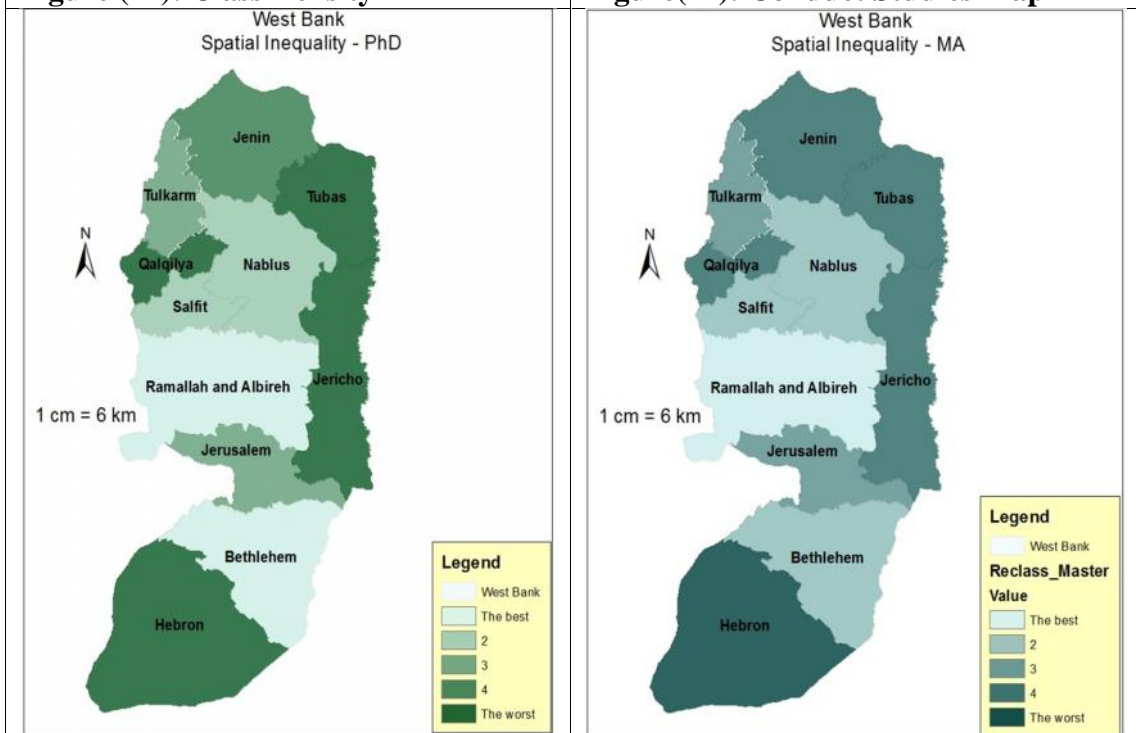 West Bank
Spatial Inequality - PhD
Jenin
Tulkarm
Tubas
N
Qalqilya
Nablus
Salfit
Ramallah and Albireh
Jericho
1 cm = 6 km
Jerusalem
Bethlehem
Hebron
Legend
West Bank
The best
2
3
4
The worst
West Bank
Spatial Inequality - MA
Jenin
Tulkarm
Tubas
N
Qalqilya
Nablus
Salfit
Ramallah and Albireh
Jericho
1 cm = 6 km
Jerusalem
Bethlehem
Hebron
Legend
West Bank
Reclass_Master
Value
The best
2
3
4
The worst